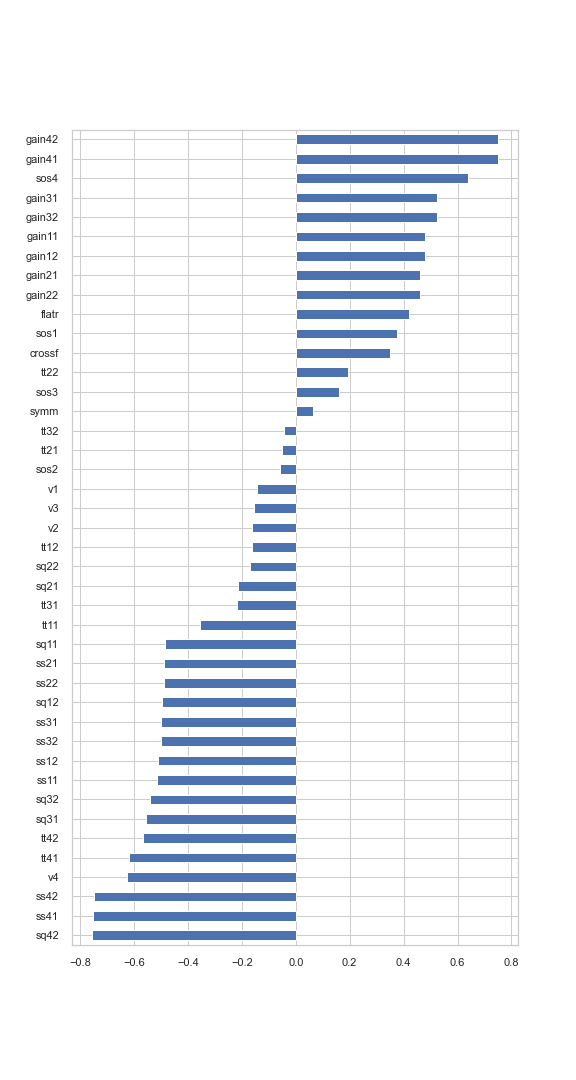 gain42
gain41
sos4
gain31
gain32
gain11
gain12
gain21
gain22
flatr
sos1
crossf
tt22
sos3
symm
tt32
tt21
sos2
v1
v3
v2
tt12
sq22
sq21
tt31
tt11
sq11
ss21
ss22
sq12
ss31
ss32
ss12
ss11
sq32
sq31
tt42
tt41
v4
ss42
ss41
sq42
−0.8 −0.6 −0.4 −0.2 0.0 0.2 0.4 0.6 0.8